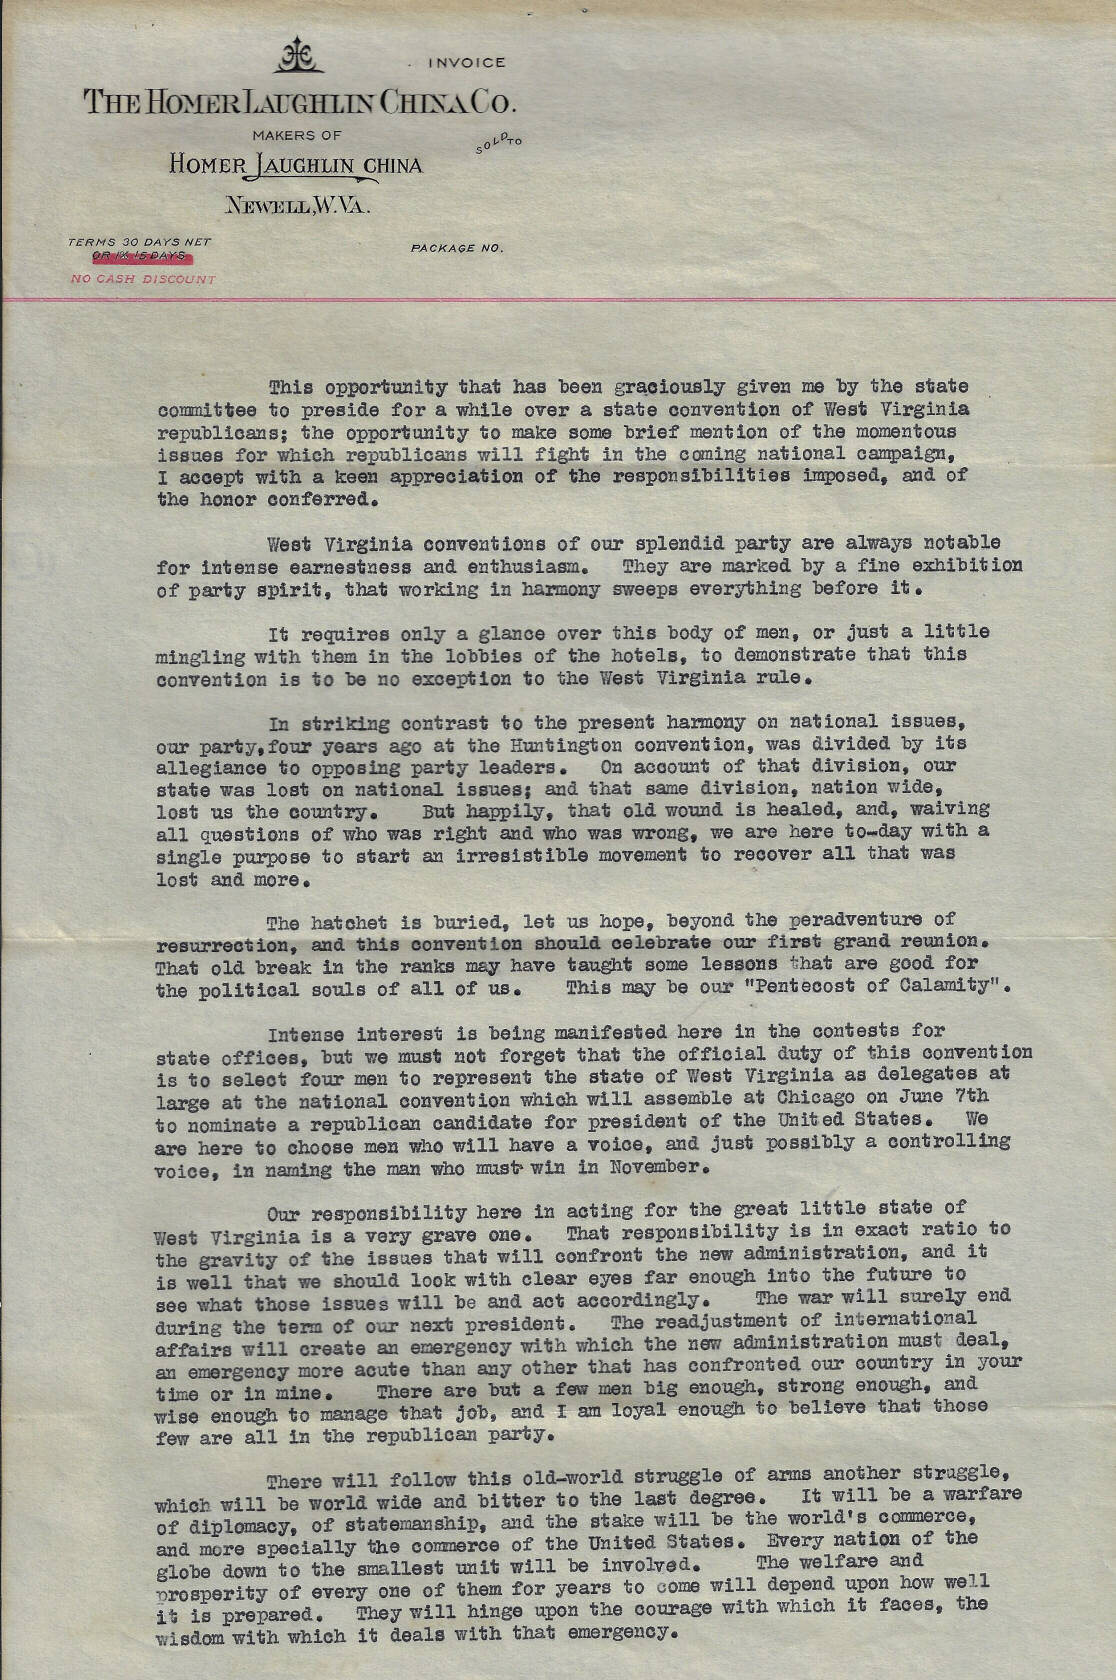 INVOICE
THE HOMER LAUGHLIN CHINA CO.
MAKERS OF
SOLD TO
HOMER LAUGHLIN CHINA
NEWELL, W. VA.
TERMS 30 DAYS NET
OR 1% 15 DAYS
PACKAGE NO.
NO CASH DISCOUNT
This opportunity that has been graciously given me by the state
committee to preside for a while over a state convention of West Virginia
republicans; the opportunity to make some brief mention of the momentous
issues for which republicans will fight in the coming national campaign,
I accept with a keen appreciation of the responsibilities imposed, and of
the honor conferred.
West Virginia conventions of our splendid party are always notable
for intense earnestness and enthusiasm. They are marked by a fine exhibition
of party spirit, that working in harmony sweeps everything before it.
It requires only a glance over this body of men, or just a little
mingling with them in the lobbies of the hotels, to demonstrate that this
convention is to be no exception to the West Virginia rule.
In striking contrast to the present harmony on national issues,
our party, four years ago at the Huntington convention, was divided by its
allegiance to opposing party leaders. On account of that division, our
state was lost on national issues; and that same division, nation wide,
lost us the country. But happily, that old wound is healed, and, waiving
all questions of who was right and who was wrong, we are here to-day with a
single purpose to start an irresistible movement to recover all that was
lost and more.
The hatchet is buried, let us hope, beyond the peradventure of
resurrection, and this convention should celebrate our first grand reunion.
That old break in the ranks may have taught some lessons that are good for
the political souls of all of us. This may be our "Pentecost of Calamity".
Intense interest is being manifested here in the contests for
state offices, but we must not forget that the official duty of this convention
is to select four men to represent the state of West Virginia as delegates at
large at the national convention which will assemble at Chicago on June 7th
to nominate a republican candidate for president of the United States. We
are here to choose men who will have a voice, and just possibly a controlling
voice, in naming the man who must win in November.
Our responsibility here in acting for the great little state of
West Virginia is a very grave one. That responsibility is in exact ratio to
the gravity of the issues that will confront the new administration, and it
is well that we should look with clear eyes far enough into the future to
see what those issues will be and act accordingly. The war will surely end
during the term of our next president. The readjustment of international
affairs will create an emergency with which the new administration must deal,
an emergency more acute than any other that has confronted our country in your
time or in mine. There are but a few men big enough, strong enough, and
wise enough to manage that job, and I am loyal enough to believe that those
few are all in the republican party.
There will follow this old-world struggle of arms another struggle,
which will be world wide and bitter to the last degree. It will be a warfare
of diplomacy, of statemanship, and the stake will be the world's commerce,
and more specially the commerce of the United States. Every nation of the
globe down to the smallest unit will be involved. The welfare and
prosperity of every one of them for years to come will depend upon how well
it is prepared. They will hinge upon the courage with which it faces, the
wisdom with which it deals with that emergency.